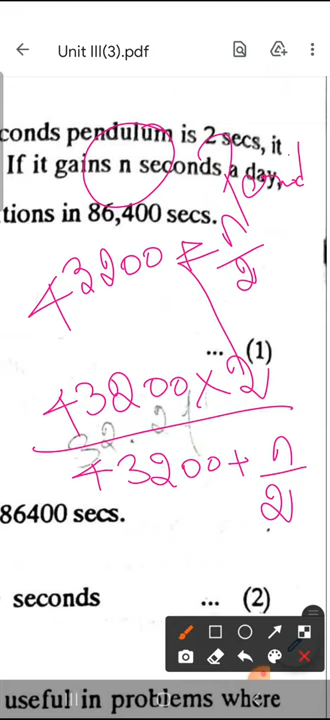 Unit III(3).pdf
conds pendulum is 2 secs, it
If it gains n seconds a day,
tions in 86,400 secs.
43200 + n/2
... (1)
43200 × 2
43200 + n/2
86400 secs.
seconds ... (2)
useful in problems where